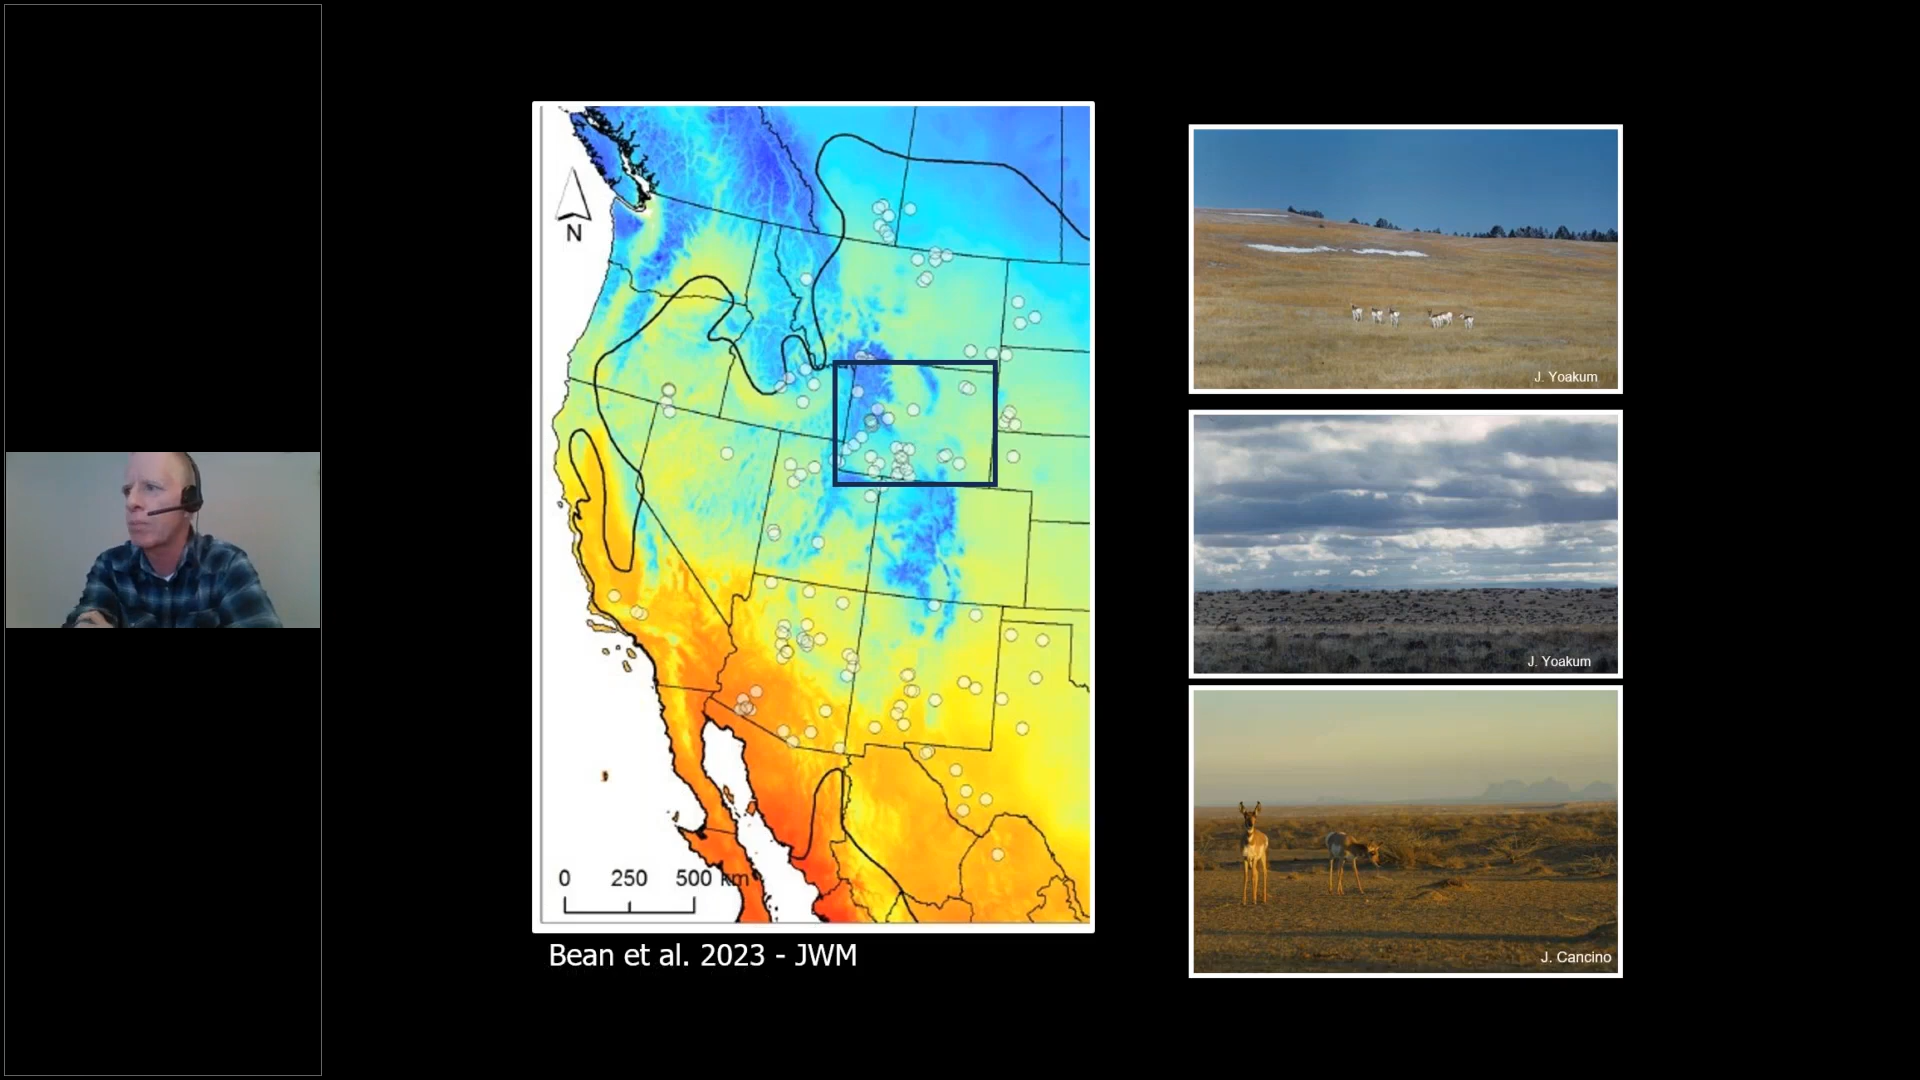 N
0 250 500 km
Bean et al. 2023 - JWM
J. Yoakum
J. Yoakum
J. Cancino